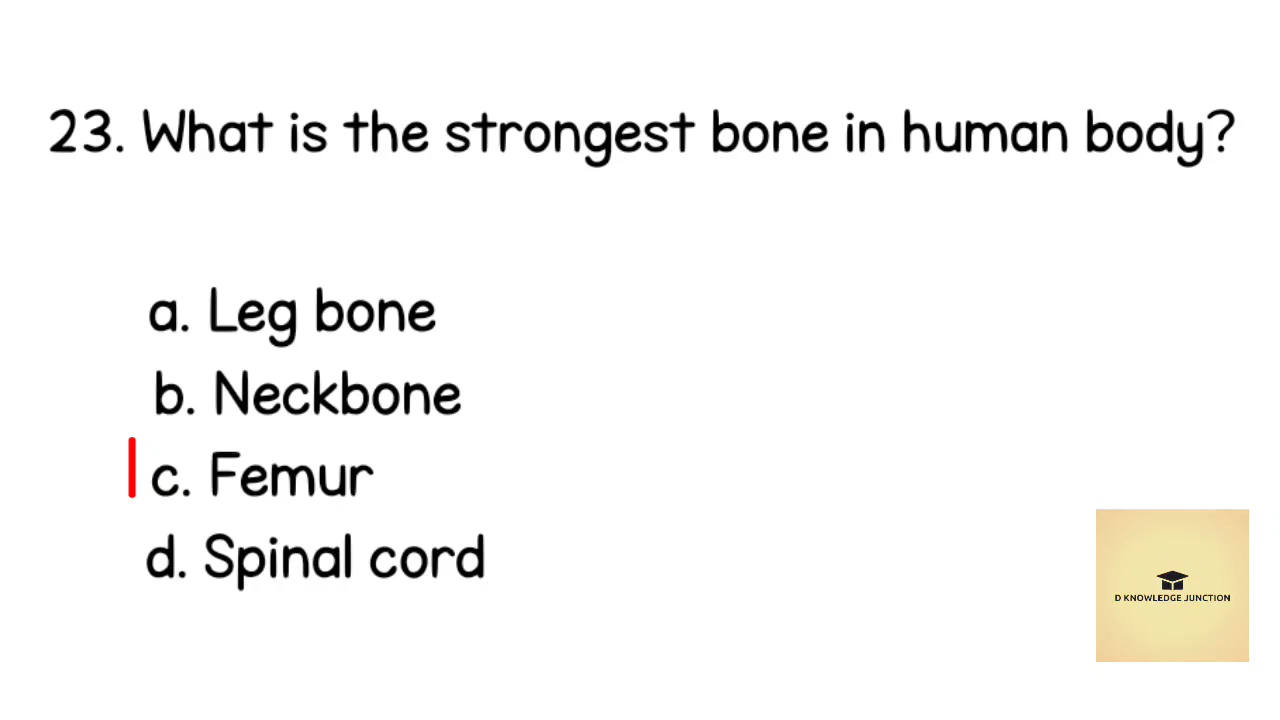 23. What is the strongest bone in human body?
a. Leg bone
b. Neckbone
c. Femur
d. Spinal cord
D KNOWLEDGE JUNCTION